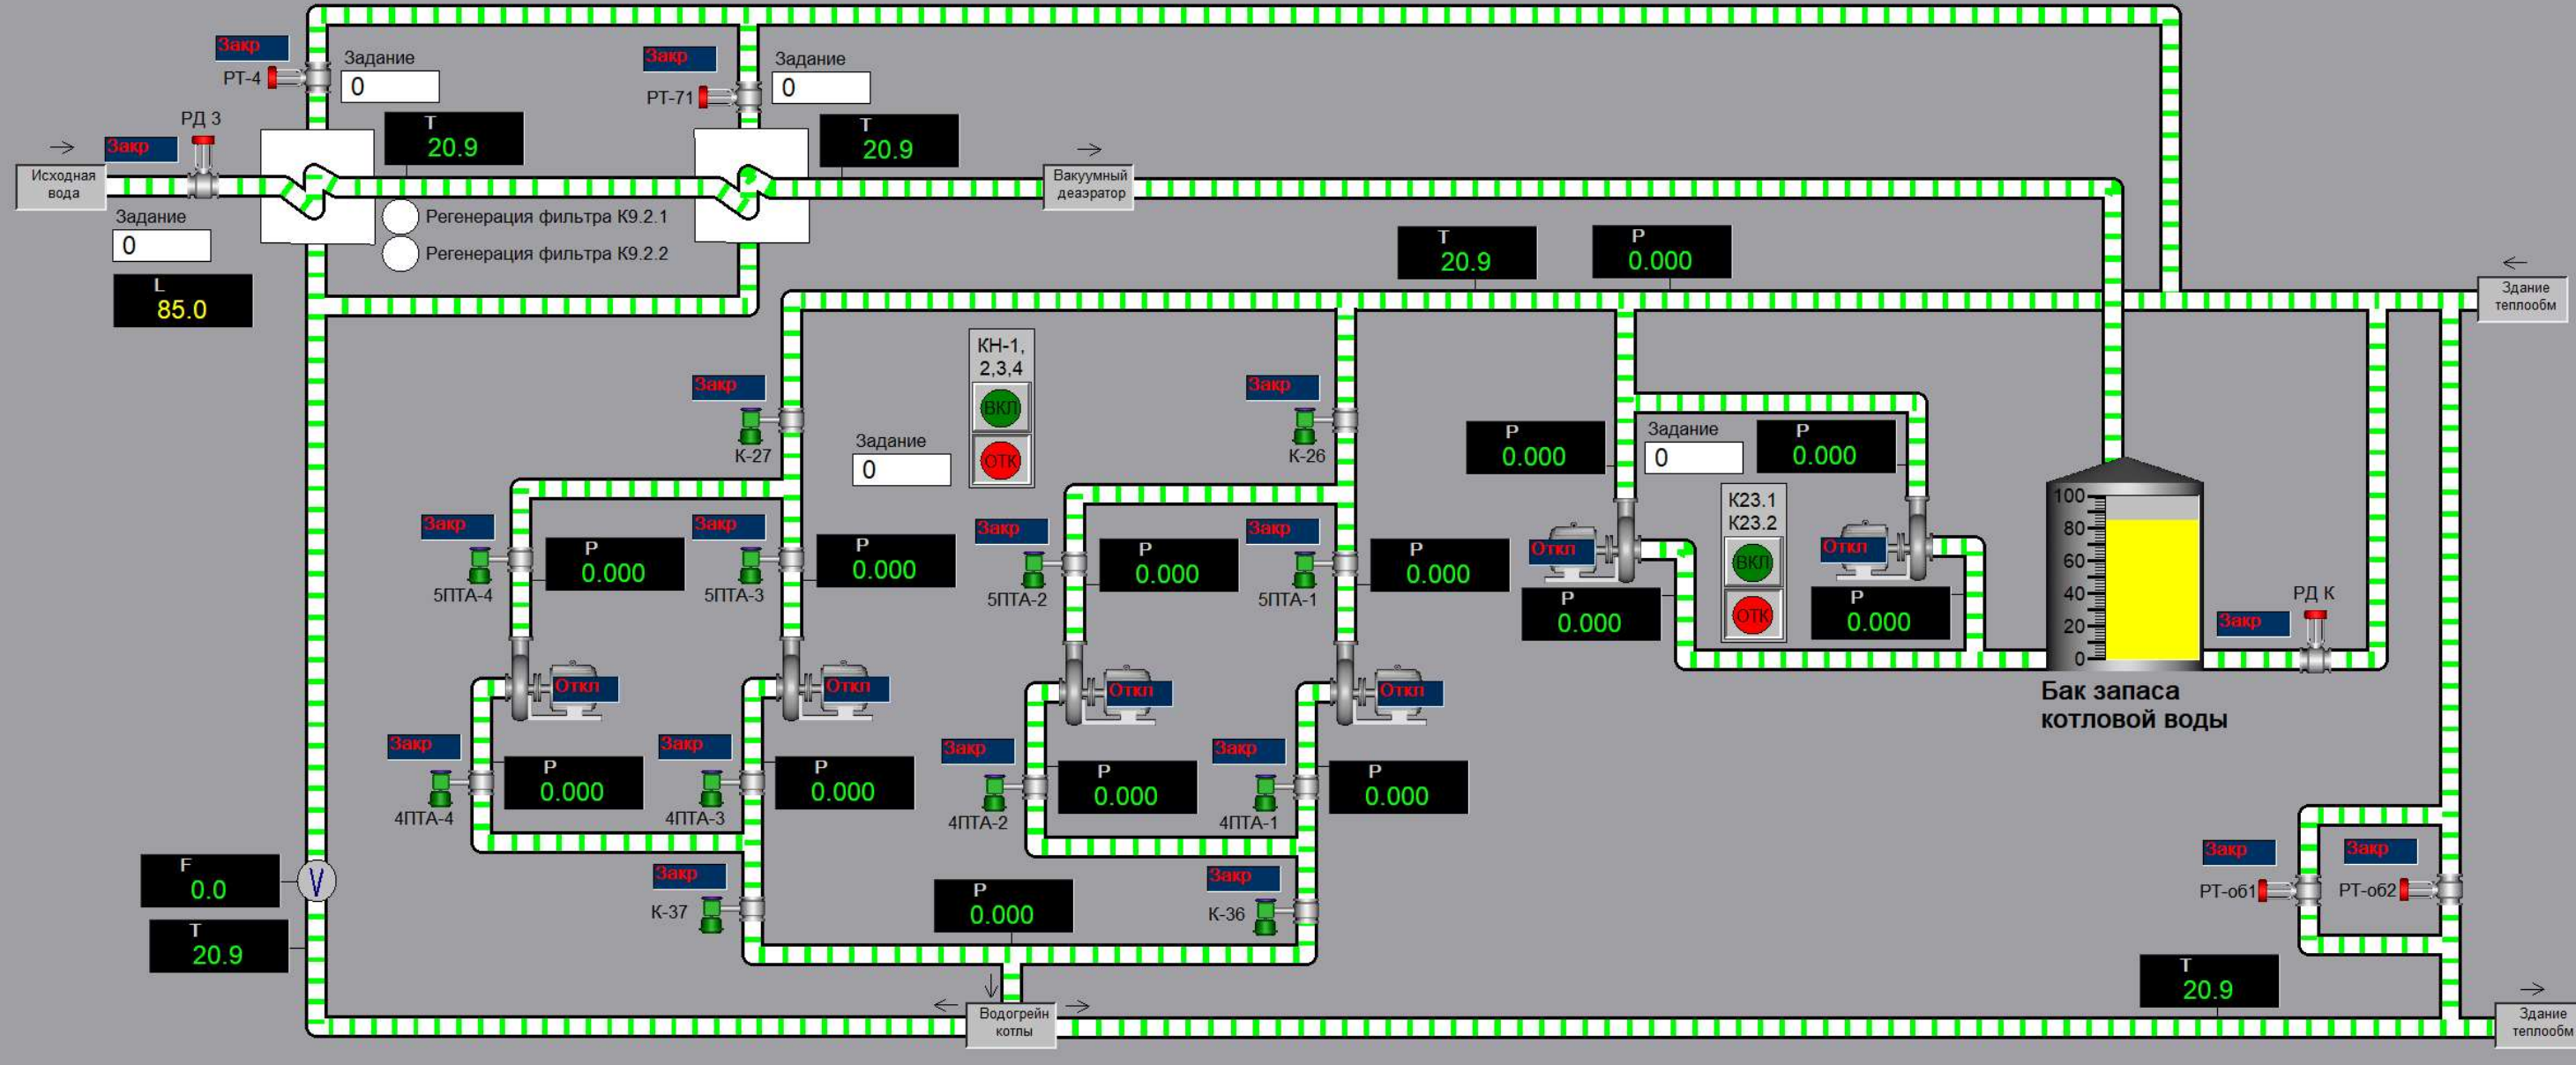 Закр
РТ-4
Задание
0
Закр
РТ-71
Задание
0
РД 3
Закр
Т
20.9
Т
20.9
Исходная
вода
Вакуумный
деаэратор
Задание
0
Регенерация фильтра К9.2.1
Регенерация фильтра К9.2.2
L
85.0
Т
20.9
Р
0.000
Здание
теплообм
КН-1,
2,3,4
ВКЛ
ОТК
Задание
0
Закр
К-27
Закр
К-26
Р
0.000
Задание
0
Р
0.000
К23.1
К23.2
ВКЛ
ОТК
Откл
Откл
Р
0.000
Р
0.000
100
80
60
40
20
0
Бак запаса
котловой воды
РД К
Закр
Закр
5ПТА-4
Р
0.000
Закр
5ПТА-3
Р
0.000
Закр
5ПТА-2
Р
0.000
Закр
5ПТА-1
Р
0.000
Откл
Откл
Откл
Откл
Закр
4ПТА-4
Р
0.000
Закр
4ПТА-3
Р
0.000
Закр
4ПТА-2
Р
0.000
Закр
4ПТА-1
Р
0.000
Закр
К-37
Р
0.000
Закр
К-36
F
0.0
V
Т
20.9
Закр
РТ-об1
Закр
РТ-об2
Т
20.9
Водогрейн
котлы
Здание
теплообм